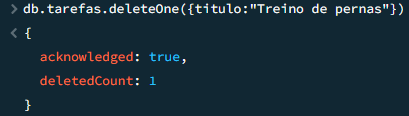 > db.tarefas.deleteOne({titulo:"Treino de pernas"})
< {
acknowledged: true,
deletedCount: 1
}